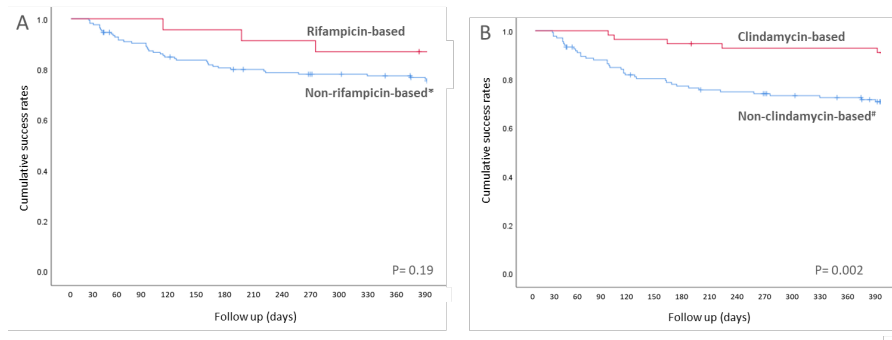 A
Cumulative success rates
1.0
0.8
0.6
0.4
0.2
0.0
Rifampicin-based
Non-rifampicin-based*
P= 0.19
0 30 60 90 120 150 180 210 240 270 300 330 360 390
Follow up (days)
B
Cumulative success rates
1.0
0.8
0.6
0.4
0.2
0.0
Clindamycin-based
Non-clindamycin-based#
P= 0.002
0 30 60 90 120 150 180 210 240 270 300 330 360 390
Follow up (days)